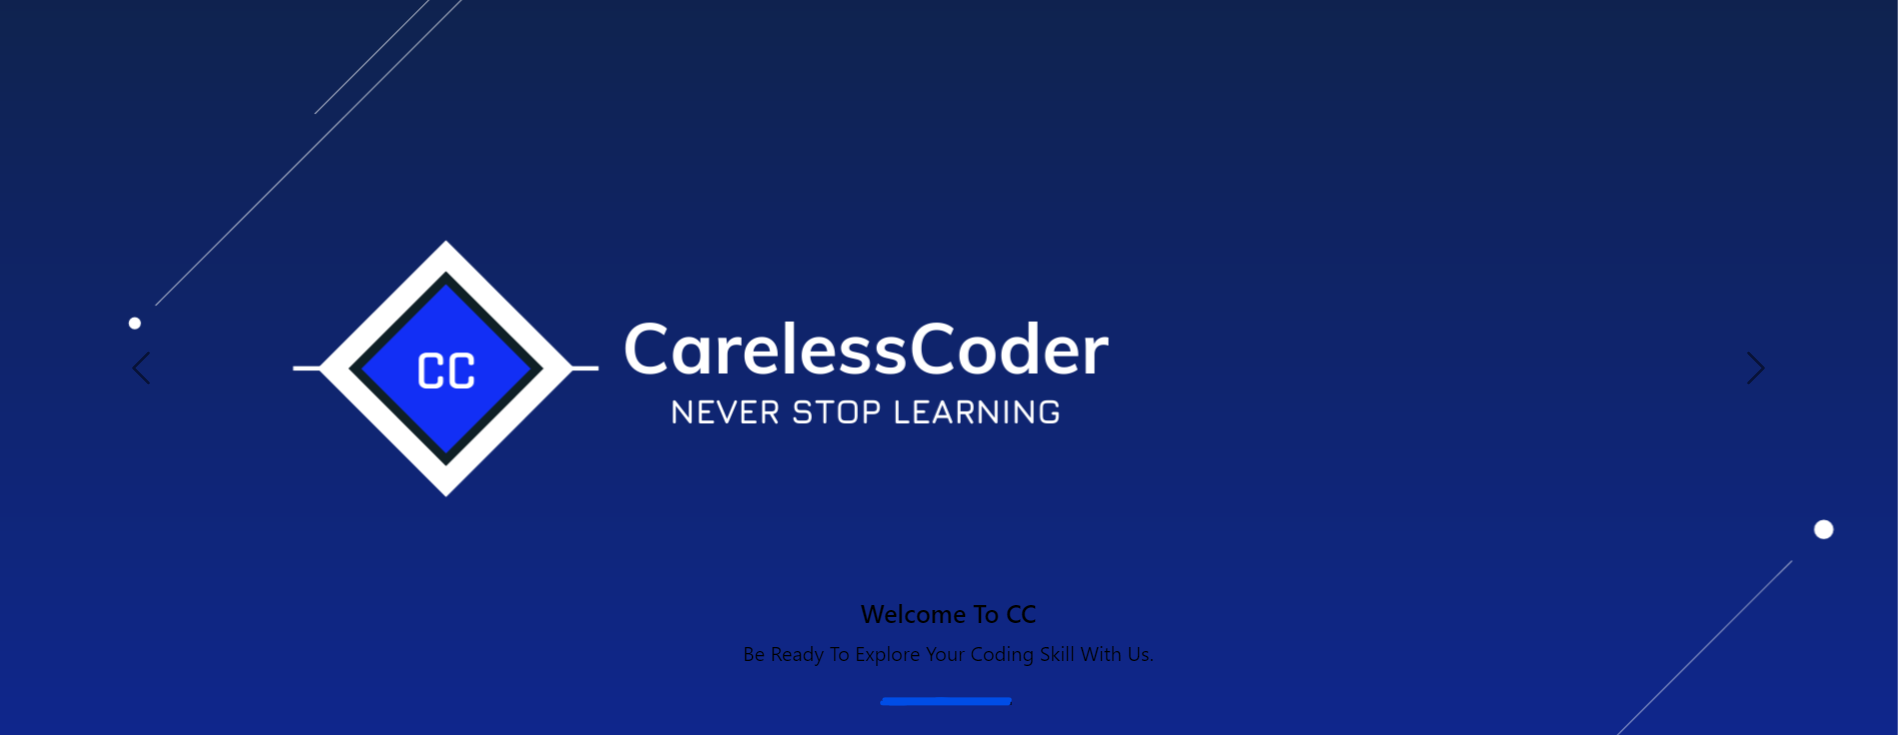 CC
CarelessCoder
NEVER STOP LEARNING
Welcome To CC
Be Ready To Explore Your Coding Skill With Us.